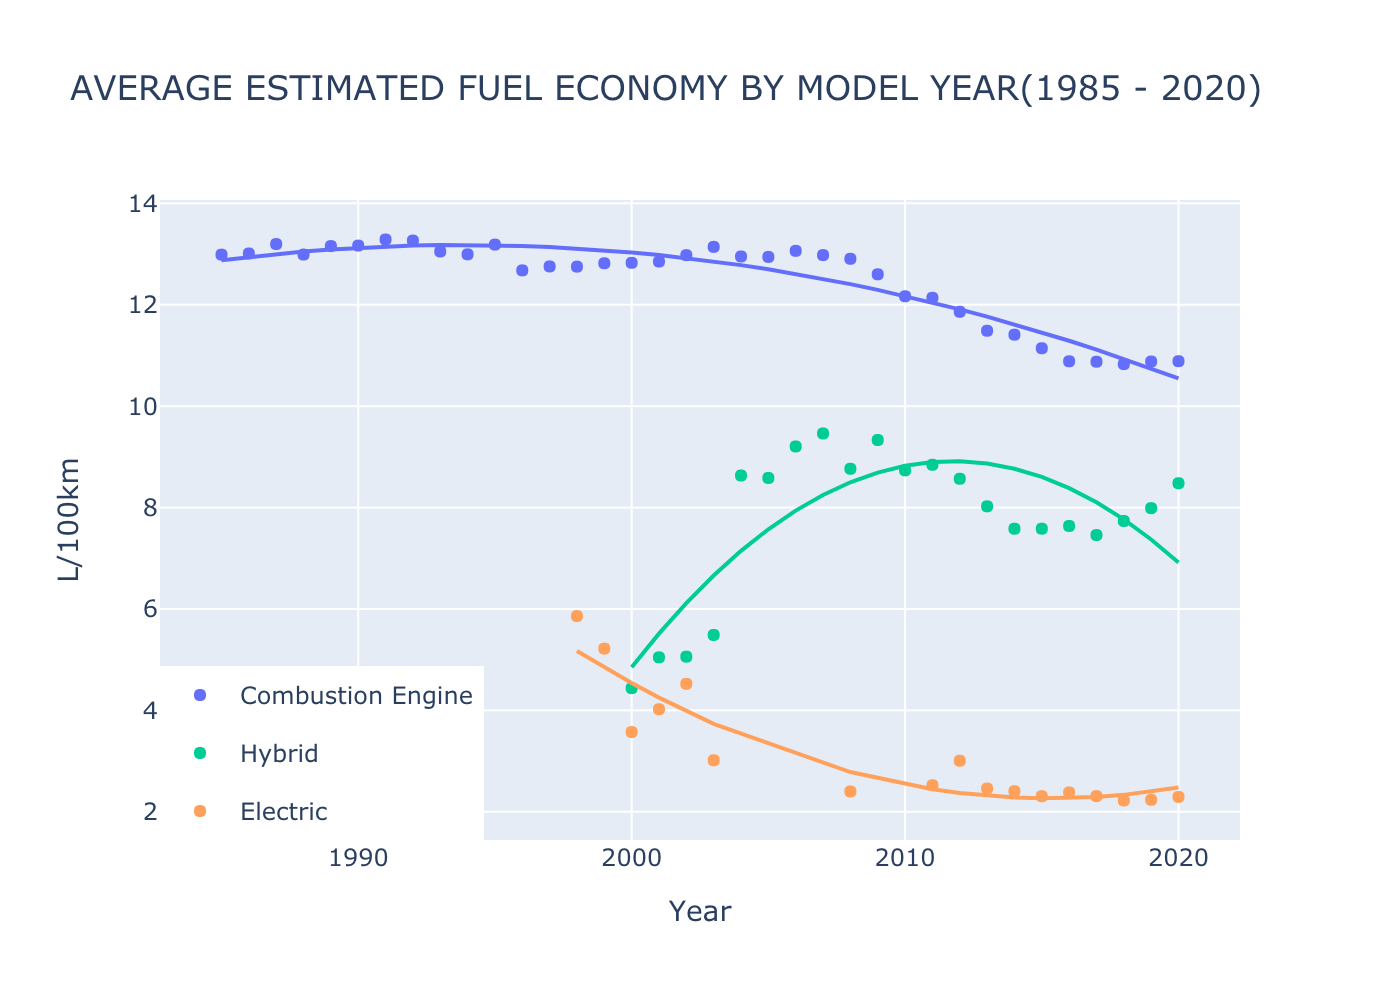 AVERAGE ESTIMATED FUEL ECONOMY BY MODEL YEAR(1985 - 2020)
14
12
10
8
6
4
2
L/100km
Combustion Engine
Hybrid
Electric
1990 2000 2010 2020
Year